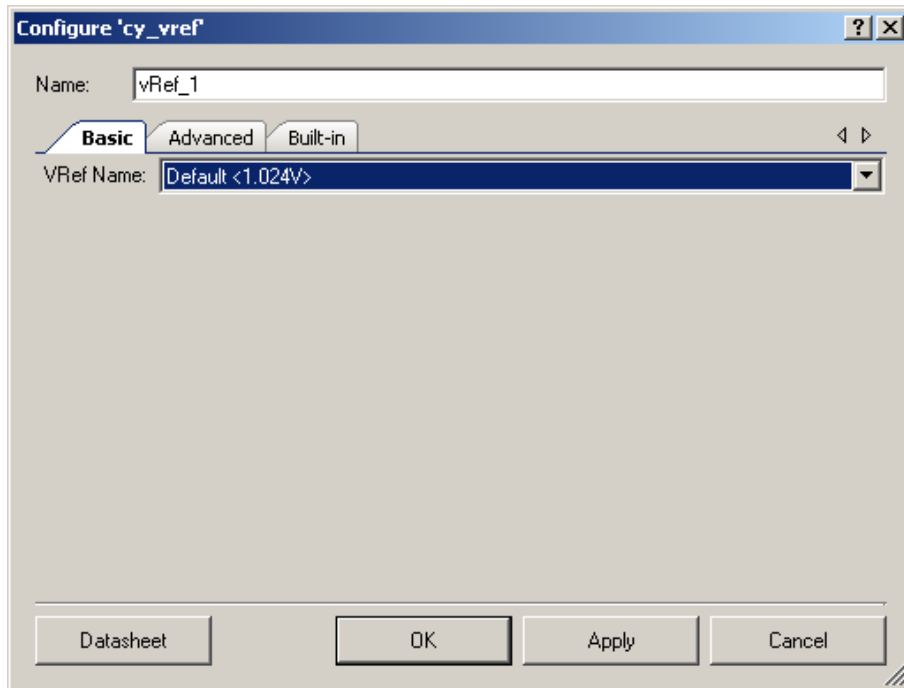 Configure 'cy_vref'
Name: vRef_1
Basic Advanced Built-in
VRef Name: Default <1.024V>
Datasheet OK Apply Cancel